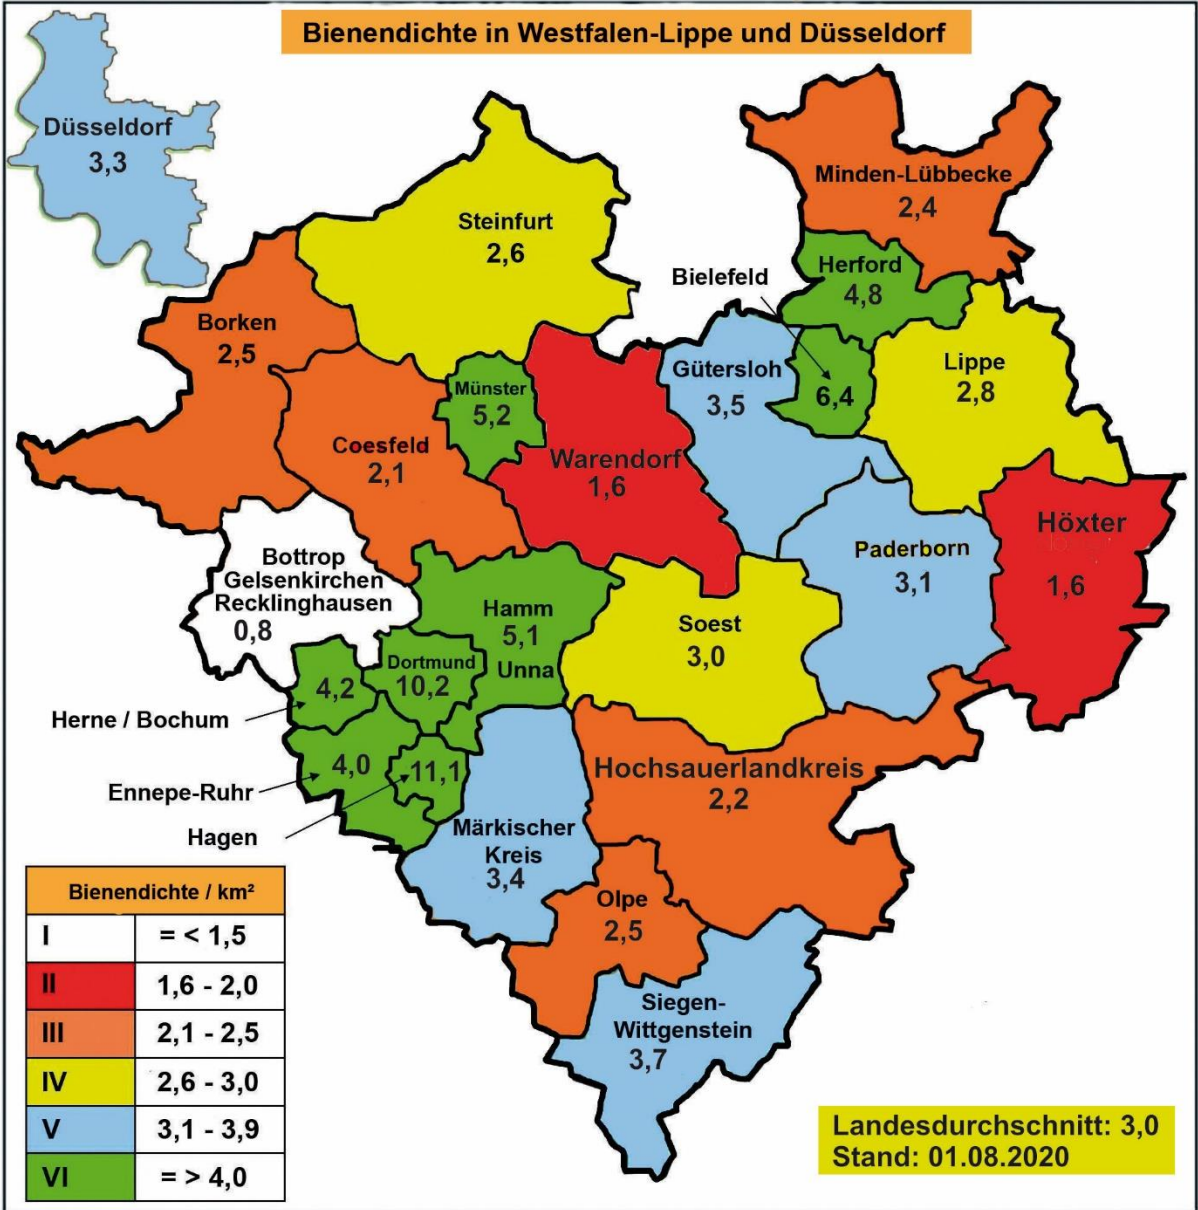 Bienendichte in Westfalen-Lippe und Düsseldorf
Düsseldorf
3,3
Minden-Lübbecke
2,4
Steinfurt
2,6
Herford
4,8
Bielefeld
6,4
Borken
2,5
Lippe
2,8
Gütersloh
3,5
Münster
5,2
Coesfeld
2,1
Warendorf
1,6
Höxter
1,6
Paderborn
3,1
Bottrop
Gelsenkirchen
Recklinghausen
0,8
Hamm
5,1
Unna
Soest
3,0
Dortmund
10,2
4,2
Herne / Bochum
4,0
Ennepe-Ruhr
11,1
Hagen
Hochsauerlandkreis
2,2
Märkischer
Kreis
3,4
Olpe
2,5
Siegen-
Wittgenstein
3,7
Bienendichte / km²
I = < 1,5
II 1,6 - 2,0
III 2,1 - 2,5
IV 2,6 - 3,0
V 3,1 - 3,9
VI = > 4,0
Landesdurchschnitt: 3,0
Stand: 01.08.2020